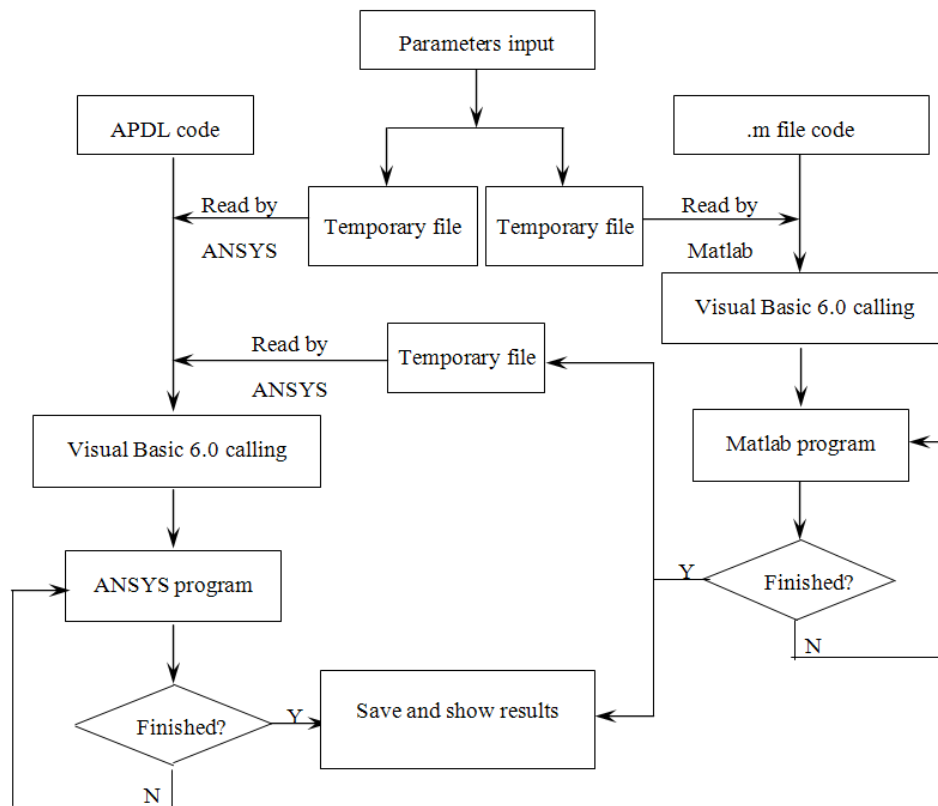 Parameters input
APDL code
.m file code
Read by
Temporary file
Temporary file
Read by
ANSYS
Matlab
Visual Basic 6.0 calling
Read by
Temporary file
ANSYS
Visual Basic 6.0 calling
Matlab program
ANSYS program
Y
Finished?
N
Save and show results
Finished?
Y
N